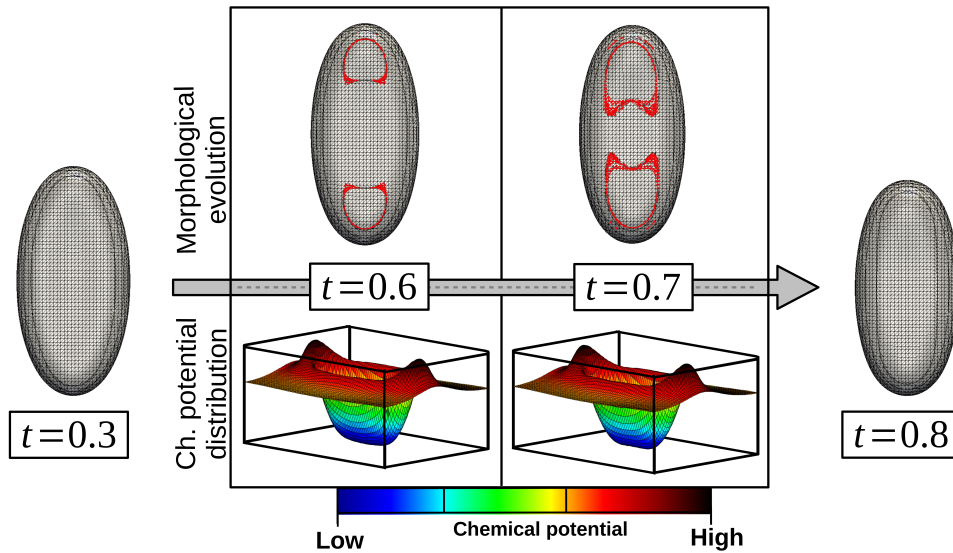 Morphological
evolution
t=0.6
t=0.7
Ch. potential
distribution
t=0.3
t=0.8
Chemical potential
Low
High